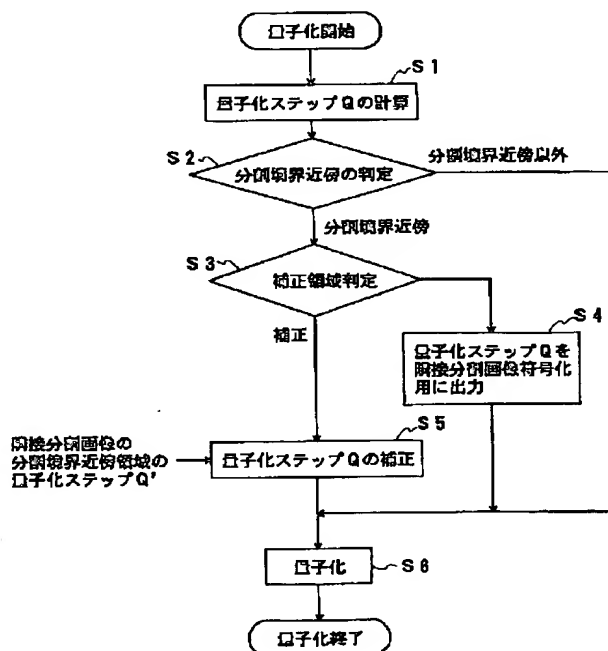 量子化開始
S1
量子化ステップQの計算
S2
分割境界近傍の判定
分割境界近傍以外
分割境界近傍
S3
補正領域判定
補正
S4
量子化ステップQを
隣接分割画像符号化
用に出力
S5
隣接分割画像の
分割境界近傍領域の
量子化ステップQ'
量子化ステップQの補正
量子化
S6
量子化終了